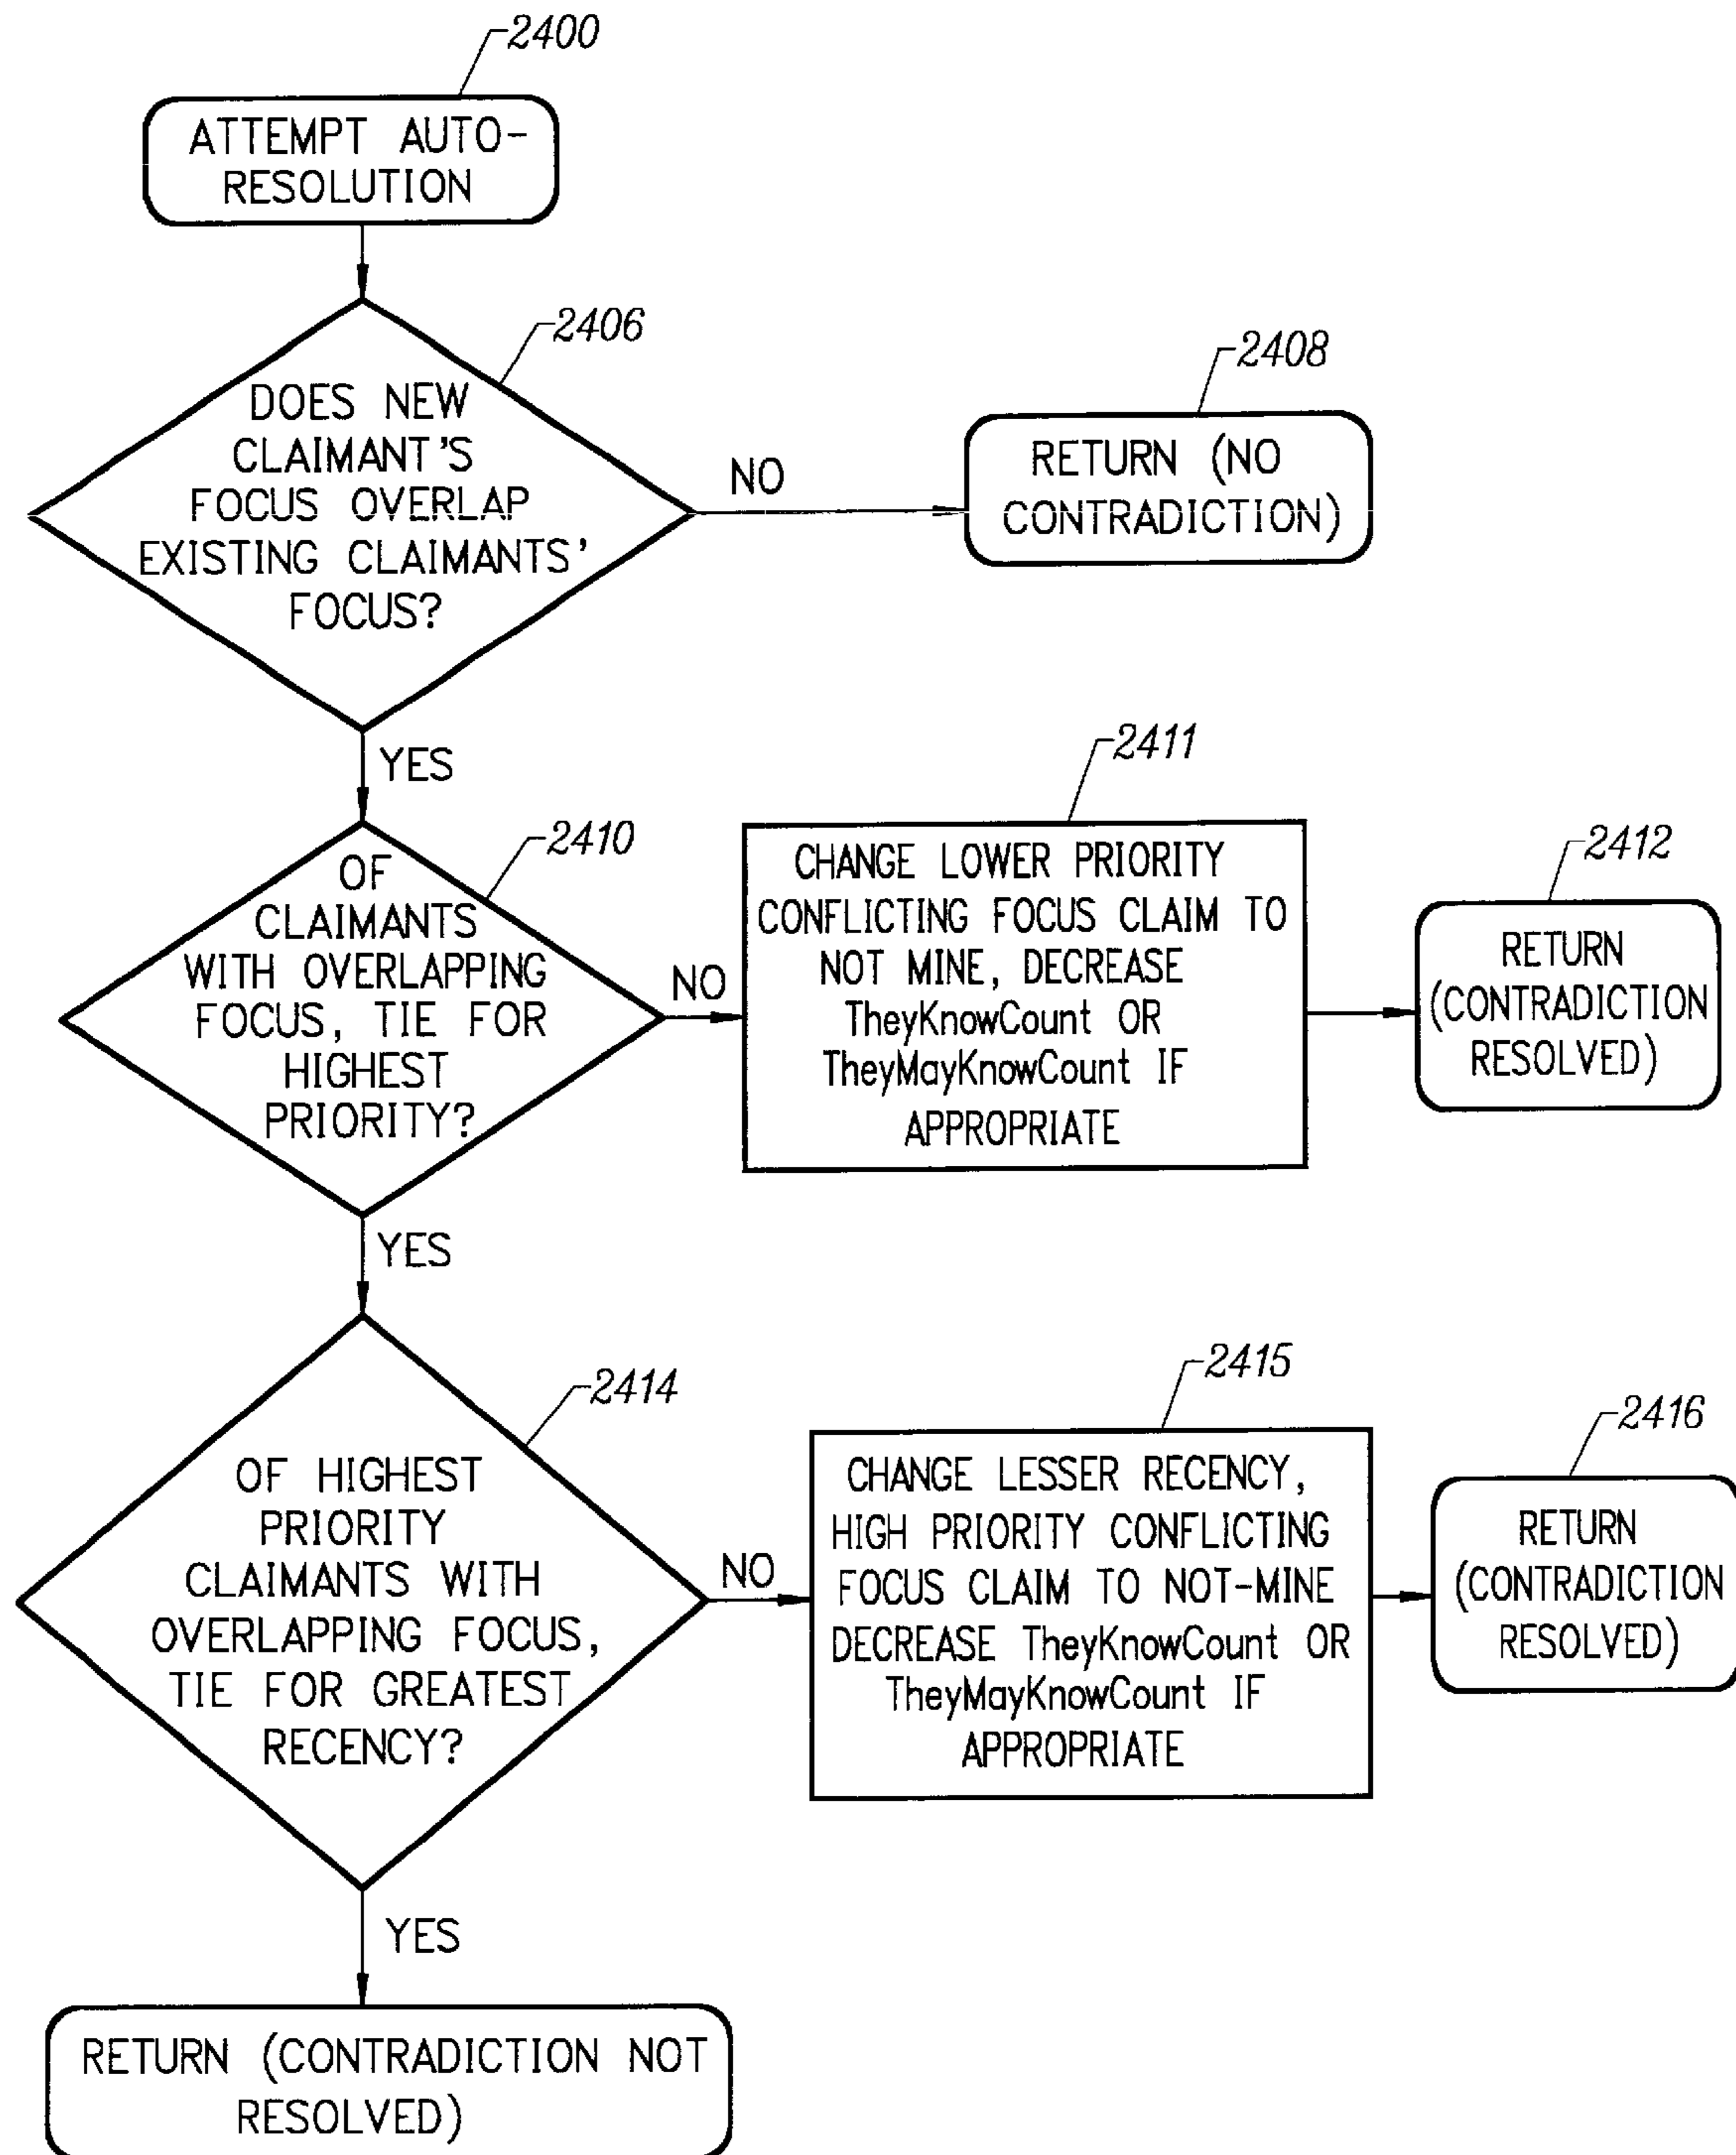 2400
ATTEMPT AUTO-
RESOLUTION
2406
DOES NEW
CLAIMANT'S
FOCUS OVERLAP
EXISTING CLAIMANTS'
FOCUS?
NO
2408
RETURN (NO
CONTRADICTION)
YES
2410
OF
CLAIMANTS
WITH OVERLAPPING
FOCUS, TIE FOR
HIGHEST
PRIORITY?
NO
2411
CHANGE LOWER PRIORITY
CONFLICTING FOCUS CLAIM TO
NOT MINE, DECREASE
TheyKnowCount OR
TheyMayKnowCount IF
APPROPRIATE
2412
RETURN
(CONTRADICTION
RESOLVED)
YES
2414
OF HIGHEST
PRIORITY
CLAIMANTS WITH
OVERLAPPING FOCUS,
TIE FOR GREATEST
RECENCY?
NO
2415
CHANGE LESSER RECENCY,
HIGH PRIORITY CONFLICTING
FOCUS CLAIM TO NOT-MINE
DECREASE TheyKnowCount OR
TheyMayKnowCount IF
APPROPRIATE
2416
RETURN
(CONTRADICTION
RESOLVED)
YES
RETURN (CONTRADICTION NOT
RESOLVED)